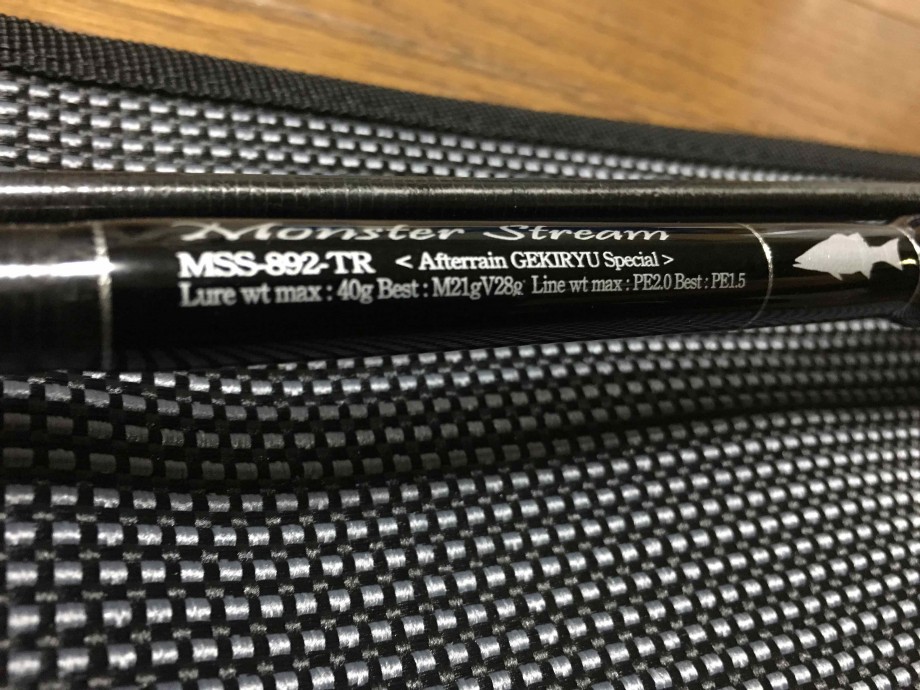 Monster Stream
MSS-892-TR < Afterrain GEKIRYU Special >
Lure wt max : 40g Best : M21gV28g Line wt max : PE2.0 Best : PE1.5